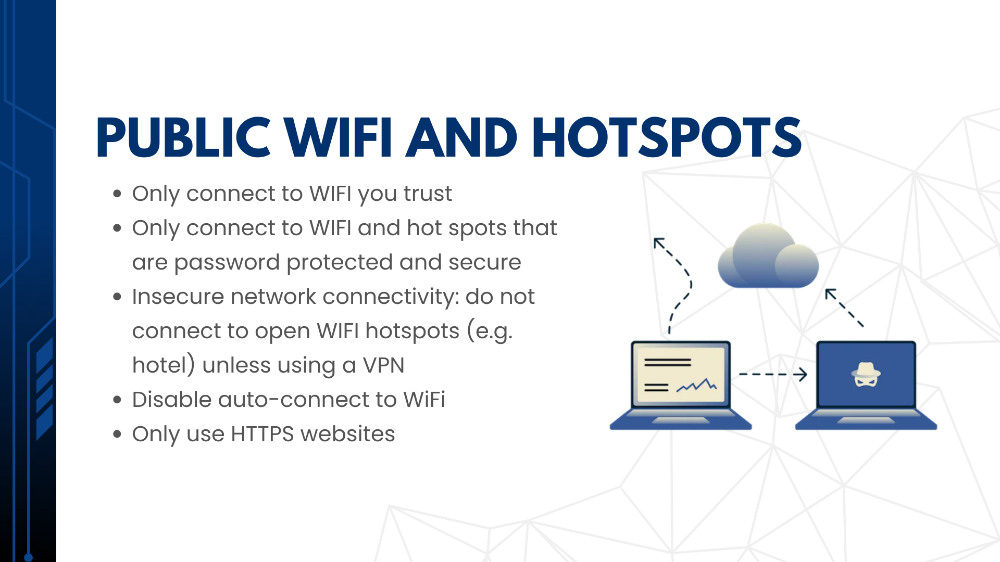 PUBLIC WIFI AND HOTSPOTS
• Only connect to WIFI you trust
• Only connect to WIFI and hot spots that
are password protected and secure
• Insecure network connectivity: do not
connect to open WIFI hotspots (e.g.
hotel) unless using a VPN
• Disable auto-connect to WiFi
• Only use HTTPS websites